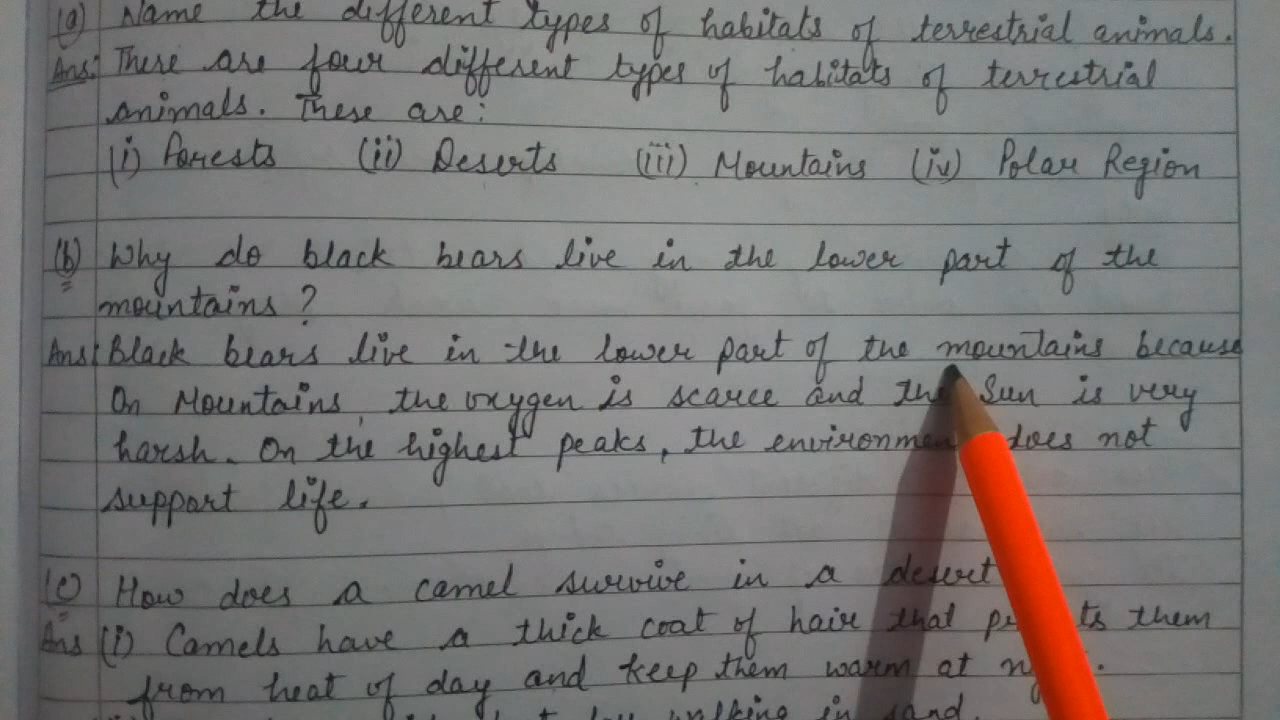 (a) Name the different types of habitats of terrestrial animals.
Ans: There are four different types of habitats of terrestrial
animals. These are:
(i) Forests (ii) Deserts (iii) Mountains (iv) Polar Region
(b) Why do black bears live in the lower part of the
mountains?
Ans: Black bears live in the lower part of the mountains because
On Mountains, the oxygen is scarce and the Sun is very
harsh. On the highest peaks, the environmen does not
support life.
(c) How does a camel survive in a desert
Ans (i) Camels have a thick coat of hair that them
from heat of day and keep them warm at
walking in sand.